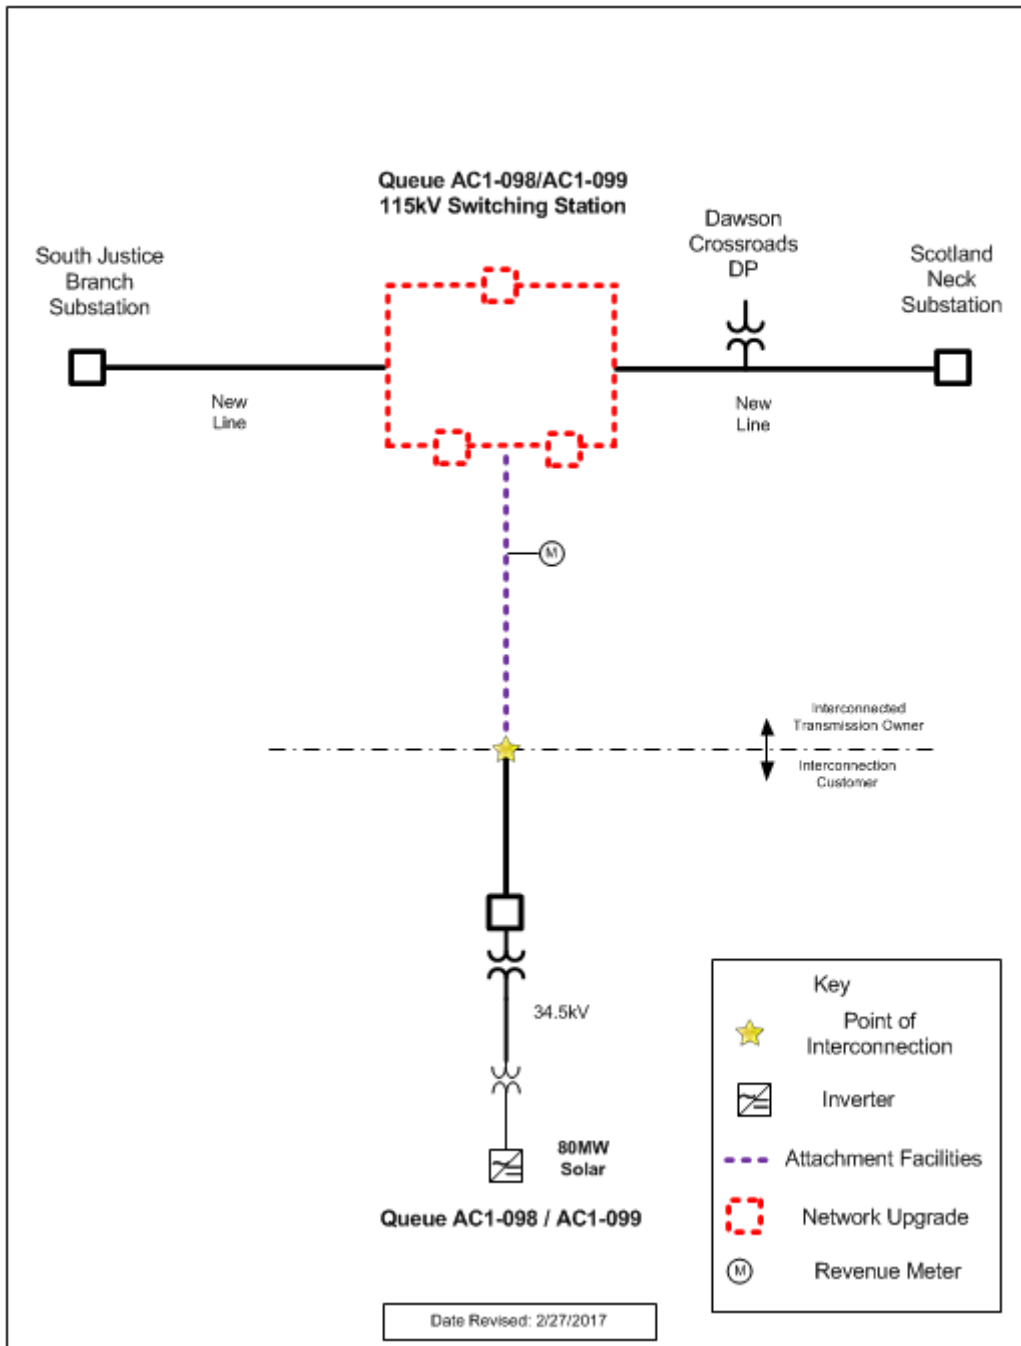 Queue AC1-098/AC1-099
115kV Switching Station
South Justice
Branch
Substation
Dawson
Crossroads
DP
Scotland
Neck
Substation
New
Line
New
Line
M
Interconnected
Transmission Owner
Interconnection
Customer
34.5kV
80MW
Solar
Queue AC1-098 / AC1-099
Key
Point of
Interconnection
Inverter
Attachment Facilities
Network Upgrade
M
Revenue Meter
Date Revised: 2/27/2017